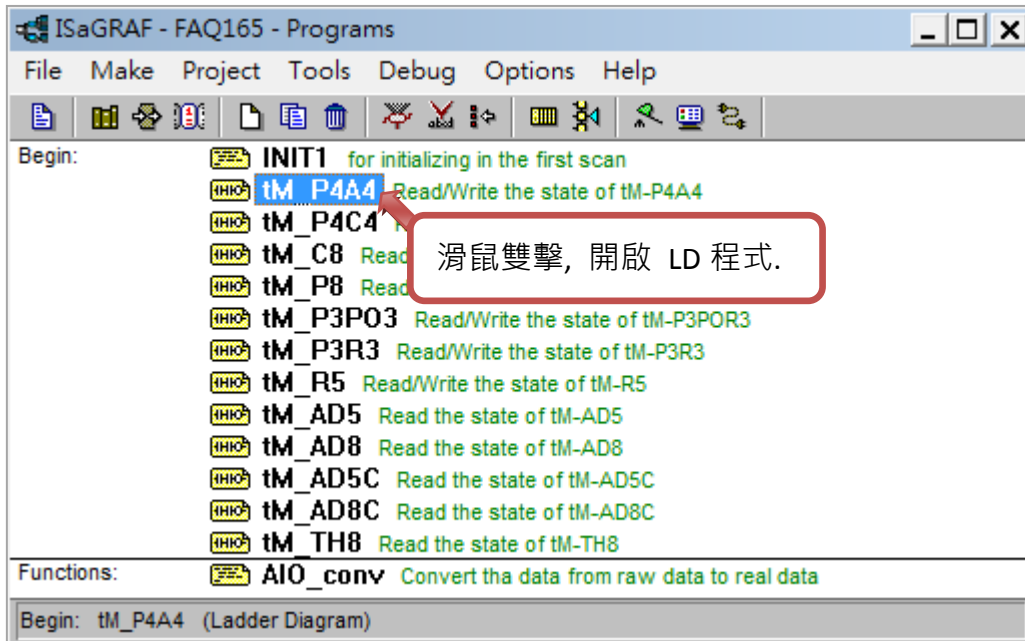 ISaGRAF - FAQ165 - Programs
File Make Project Tools Debug Options Help
Begin: INIT1 for initializing in the first scan
tM_P4A4 Read/Write the state of tM-P4A4
tM_P4C4
滑鼠雙擊, 開啟 LD 程式.
tM_C8 Read
tM_P8 Read
tM_P3PO3 Read/Write the state of tM-P3POR3
tM_P3R3 Read/Write the state of tM-P3R3
tM_R5 Read/Write the state of tM-R5
tM_AD5 Read the state of tM-AD5
tM_AD8 Read the state of tM-AD8
tM_AD5C Read the state of tM-AD5C
tM_AD8C Read the state of tM-AD8C
tM_TH8 Read the state of tM-TH8
Functions: AIO_conv Convert tha data from raw data to real data
Begin: tM_P4A4 (Ladder Diagram)